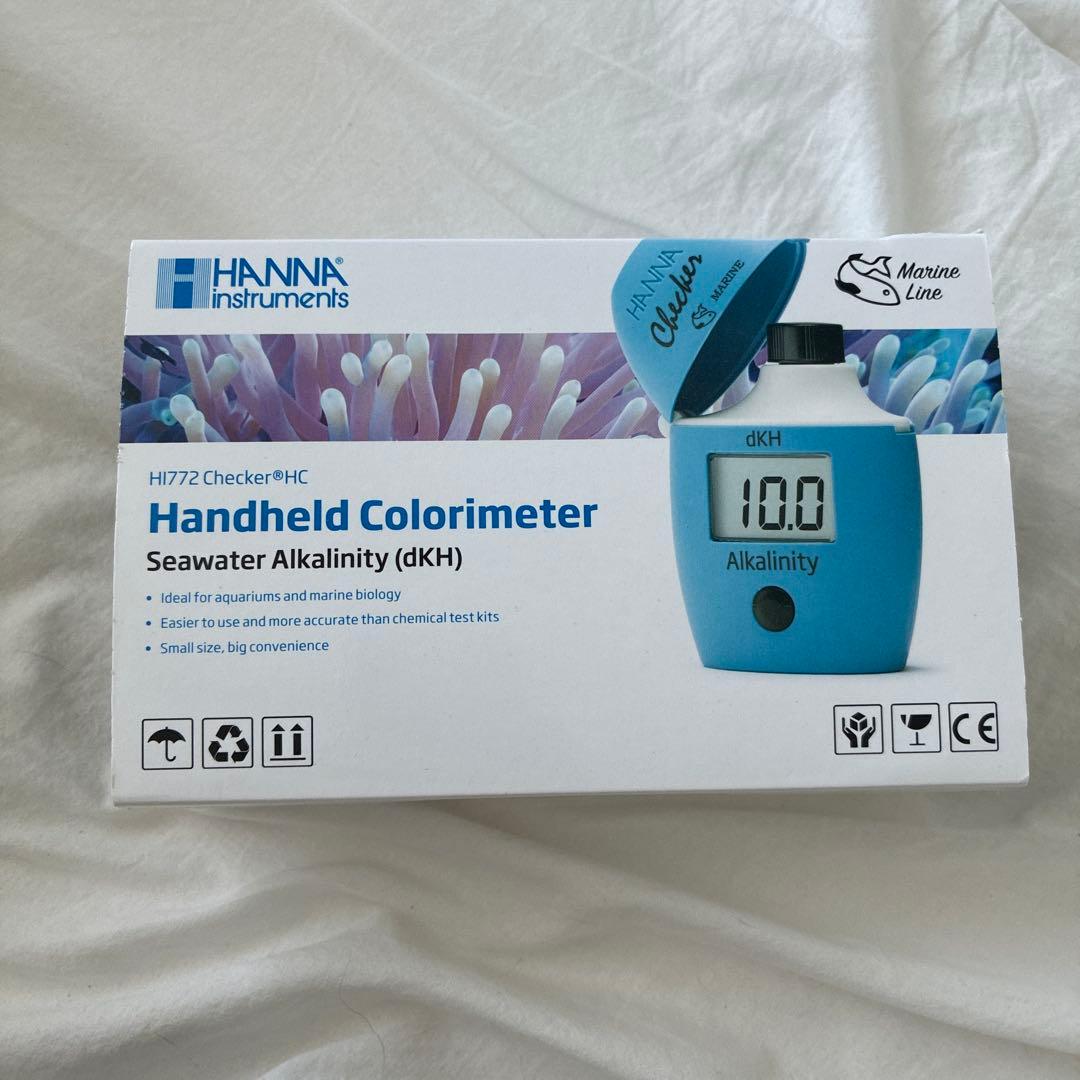 HANNA®
instruments
HANNA
Checker
MARINE
Marine
Line
HI772 Checker®HC
Handheld Colorimeter
Seawater Alkalinity (dKH)
• Ideal for aquariums and marine biology
• Easier to use and more accurate than chemical test kits
• Small size, big convenience
dKH
10.0
Alkalinity
CE